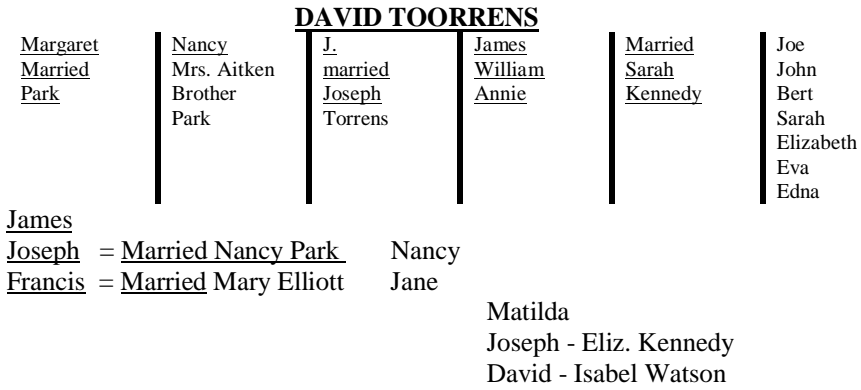 DAVID TOORRENS
Margaret Nancy J. James Married Joe
Married Mrs. Aitken married William Sarah John
Park Brother Joseph Annie Kennedy Bert
Park Torrens Sarah
Elizabeth
Eva
Edna
James
Joseph = Married Nancy Park Nancy
Francis = Married Mary Elliott Jane
Matilda
Joseph - Eliz. Kennedy
David - Isabel Watson